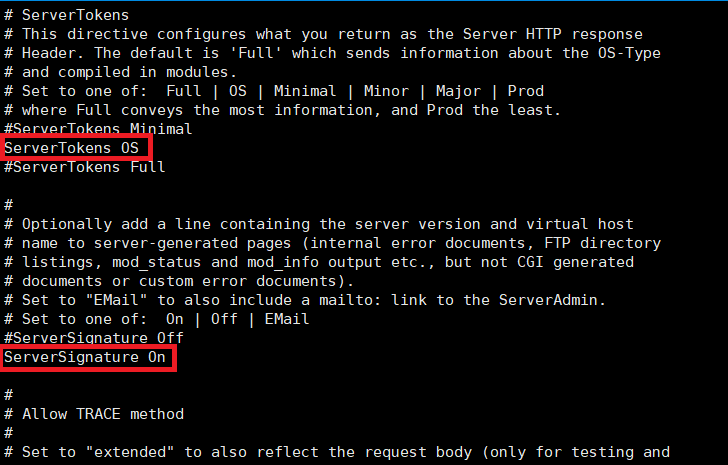 # ServerTokens
# This directive configures what you return as the Server HTTP response
# Header. The default is 'Full' which sends information about the OS-Type
# and compiled in modules.
# Set to one of:  Full | OS | Minimal | Minor | Major | Prod
# where Full conveys the most information, and Prod the least.
#ServerTokens Minimal
ServerTokens OS
#ServerTokens Full

#
# Optionally add a line containing the server version and virtual host
# name to server-generated pages (internal error documents, FTP directory
# listings, mod_status and mod_info output etc., but not CGI generated
# documents or custom error documents).
# Set to "EMail" to also include a mailto: link to the ServerAdmin.
# Set to one of:  On | Off | EMail
#ServerSignature Off
ServerSignature On

#
# Allow TRACE method
#
# Set to "extended" to also reflect the request body (only for testing and